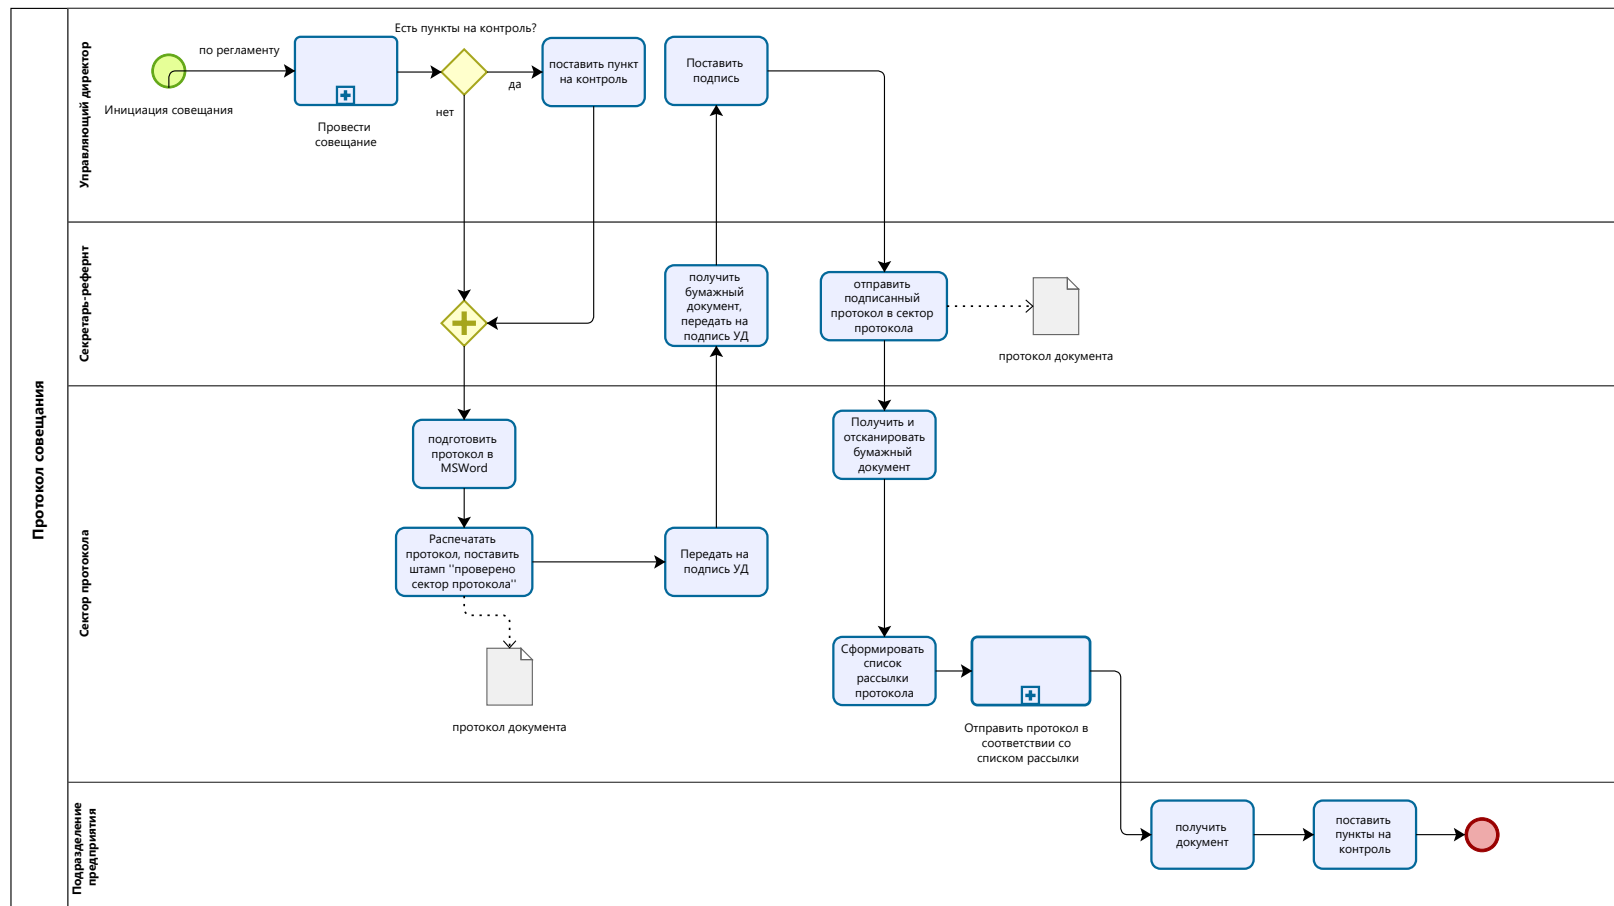 Протокол совещания
Управляющий директор
Есть пункты на контроль?
по регламенту
Инициация совещания
Провести
совещание
да
нет
поставить пункт
на контроль
Поставить
подпись
Секретарь-рефернт
получить
бумажный
документ,
передать на
подпись УД
отправить
подписанный
протокол в сектор
протокола
протокол документа
Сектор протокола
подготовить
протокол в
MSWord
Распечатать
протокол, поставить
штамп "проверено
сектор протокола"
протокол документа
Передать на
подпись УД
Получить и
отсканировать
бумажный
документ
Сформировать
список
рассылки
протокола
Отправить протокол в
соответствии со
списком рассылки
Подразделение
предприятия
получить
документ
поставить
пункты на
контроль